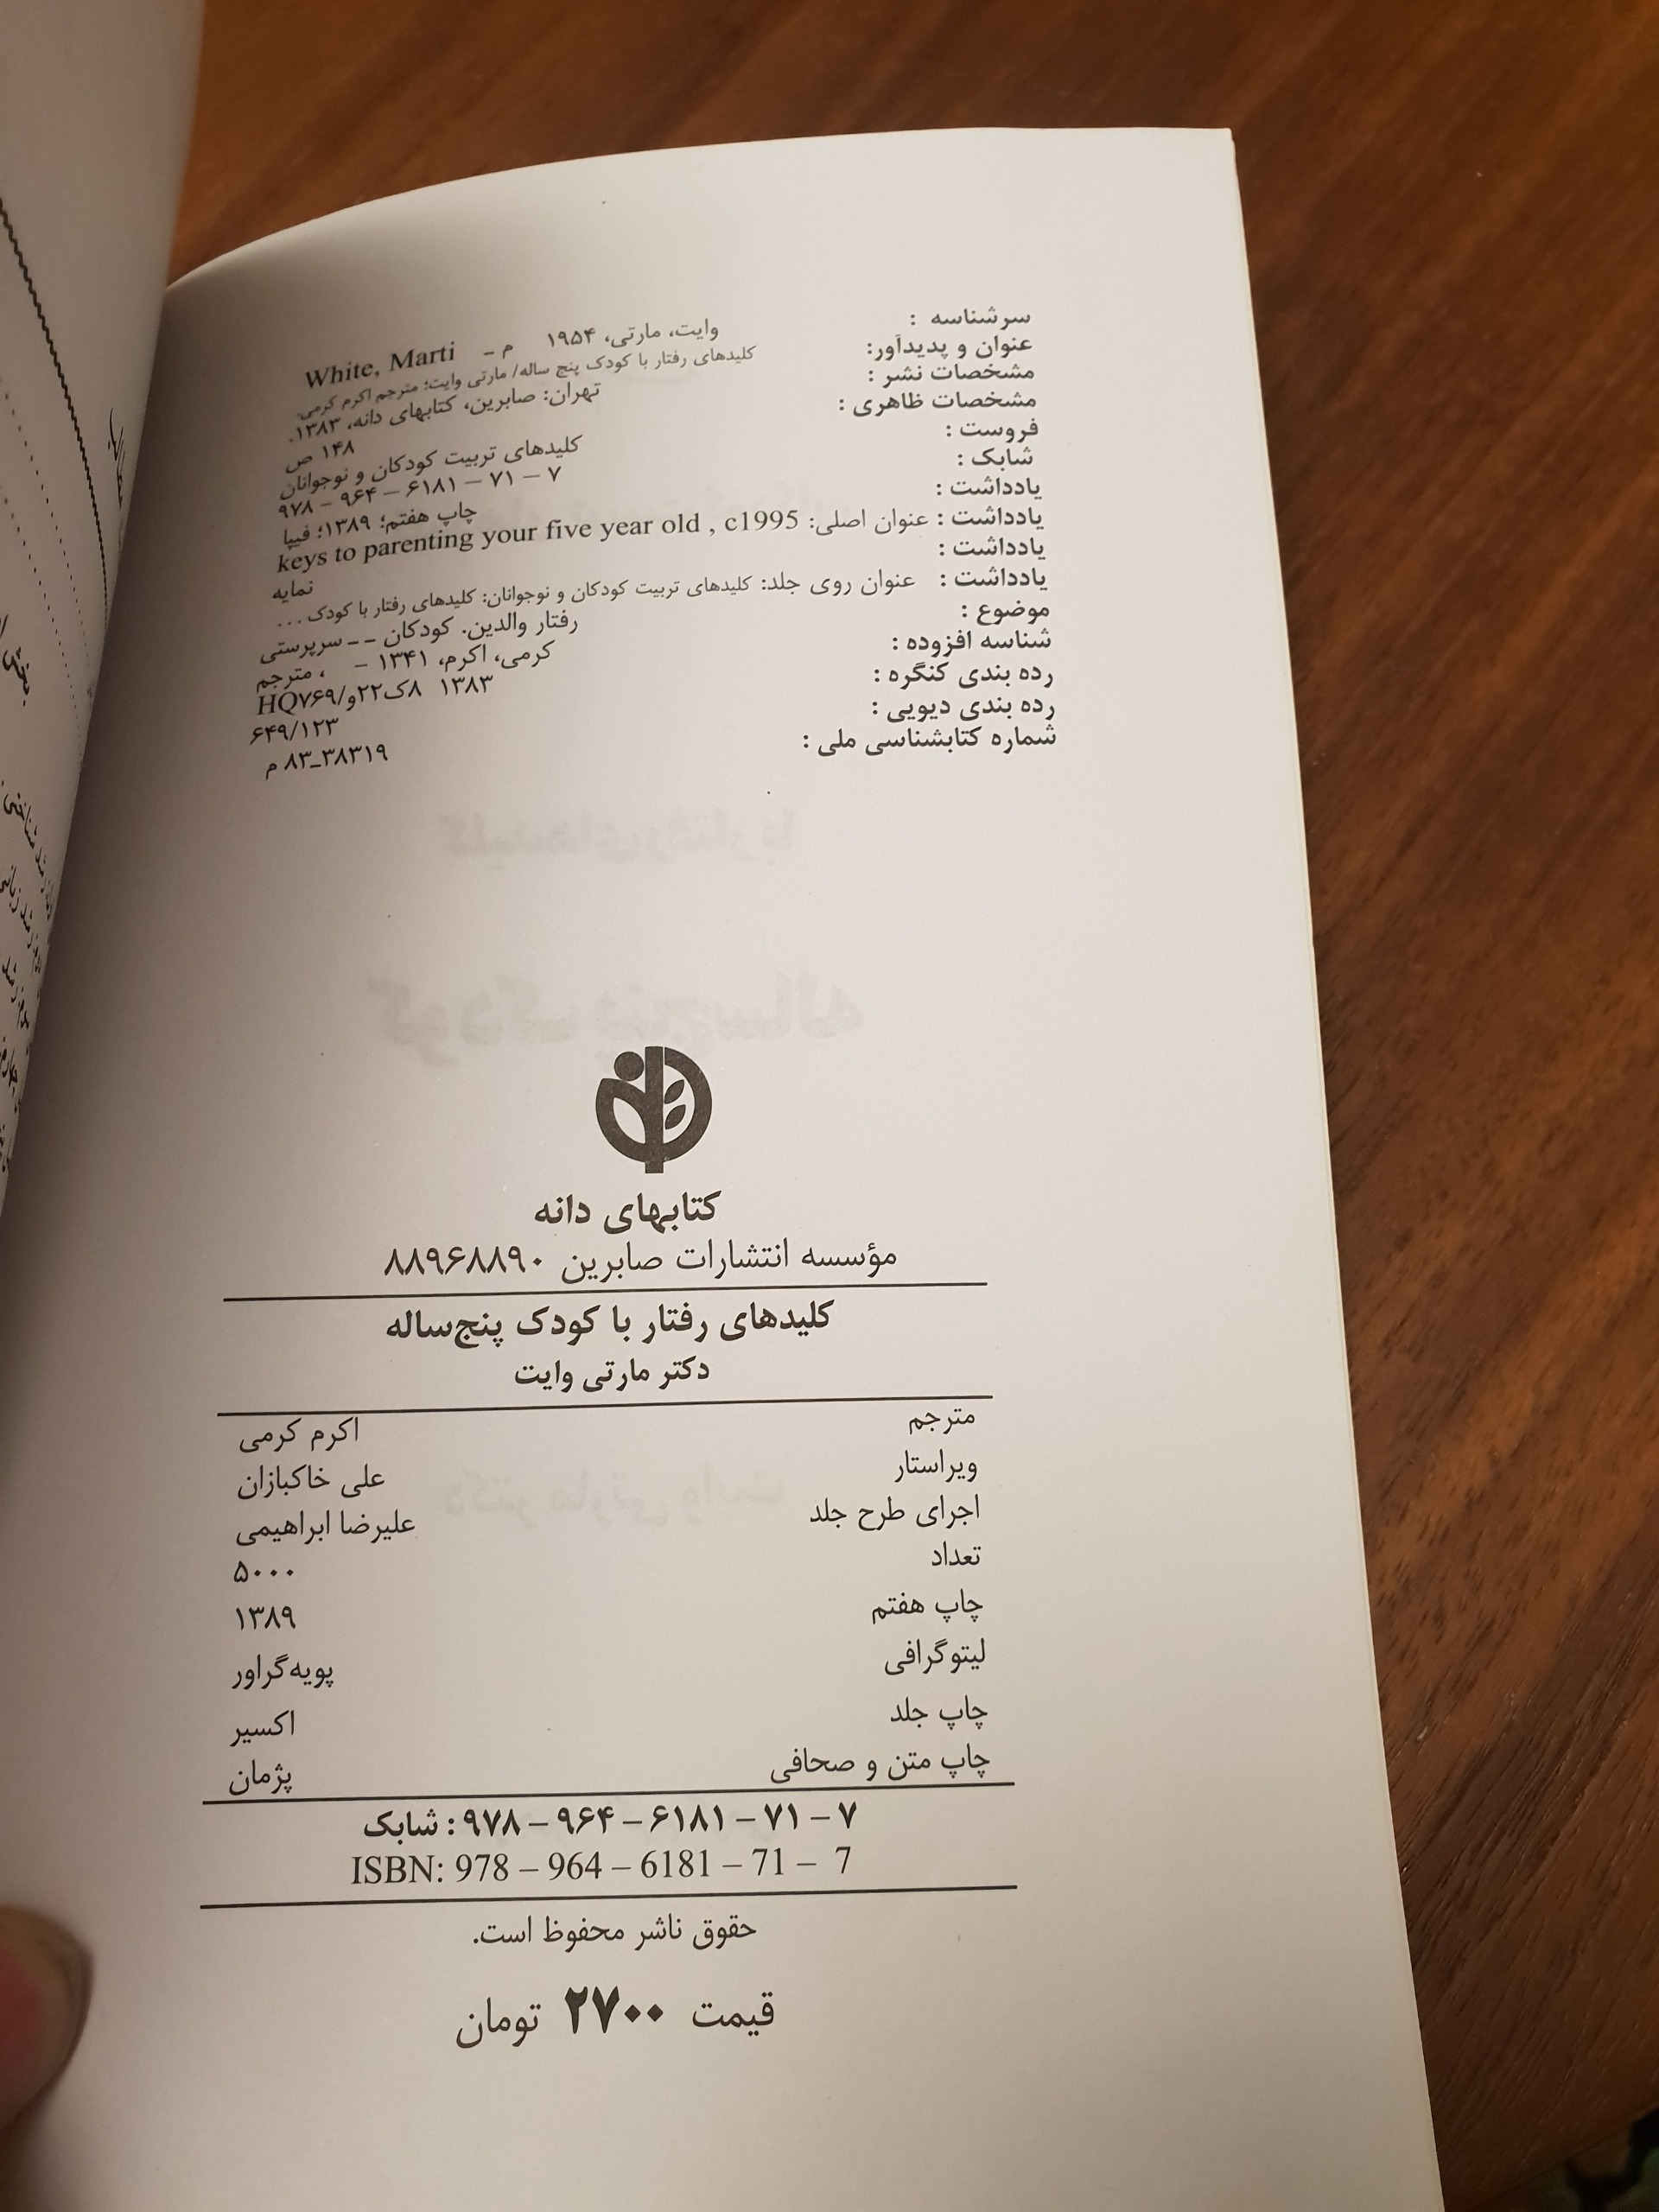 سرشناسه : وایت، مارتی، ۱۹۵۴ م – White, Marti
عنوان و پدیدآور: کلیدهای رفتار با کودک پنج ساله/ مارتی وایت؛ مترجم اکرم کرمی.
مشخصات نشر : تهران: صابرین، کتابهای دانه، ۱۳۸۳.
مشخصات ظاهری : ۱۴۸ ص
فروست : کلیدهای تربیت کودکان و نوجوانان
شابک : ۹۷۸ – ۹۶۴ – ۶۱۸۱ – ۷۱ – ۷
یادداشت : چاپ هفتم؛ ۱۳۸۹؛ فیپا
یادداشت : عنوان اصلی: keys to parenting your five year old , c1995
یادداشت : نمایه
یادداشت : عنوان روی جلد: کلیدهای تربیت کودکان و نوجوانان: کلیدهای رفتار با کودک...
موضوع : رفتار والدین. کودکان -- سرپرستی
شناسه افزوده : کرمی، اکرم، ۱۳۴۱ – ، مترجم
رده بندی کنگره : ۱۳۸۳ ۸ک۲۲و/HQ۷۶۹
رده بندی دیویی : ۶۴۹/۱۲۳
شماره کتابشناسی ملی : ۳۸۳۱۹_۸۳ م
کتابهای دانه
مؤسسه انتشارات صابرین ۸۸۹۶۸۸۹۰
کلیدهای رفتار با کودک پنج‌ساله
دکتر مارتی وایت
مترجم اکرم کرمی
ویراستار علی خاکبازان
اجرای طرح جلد علیرضا ابراهیمی
تعداد ۵۰۰۰
چاپ هفتم ۱۳۸۹
لیتوگرافی پویه‌گراور
چاپ جلد اکسیر
چاپ متن و صحافی پژمان
شابک : ۹۷۸ – ۹۶۴ – ۶۱۸۱ – ۷۱ – ۷
ISBN: 978 – 964 – 6181 – 71 – 7
حقوق ناشر محفوظ است.
قیمت ۲۷۰۰ تومان